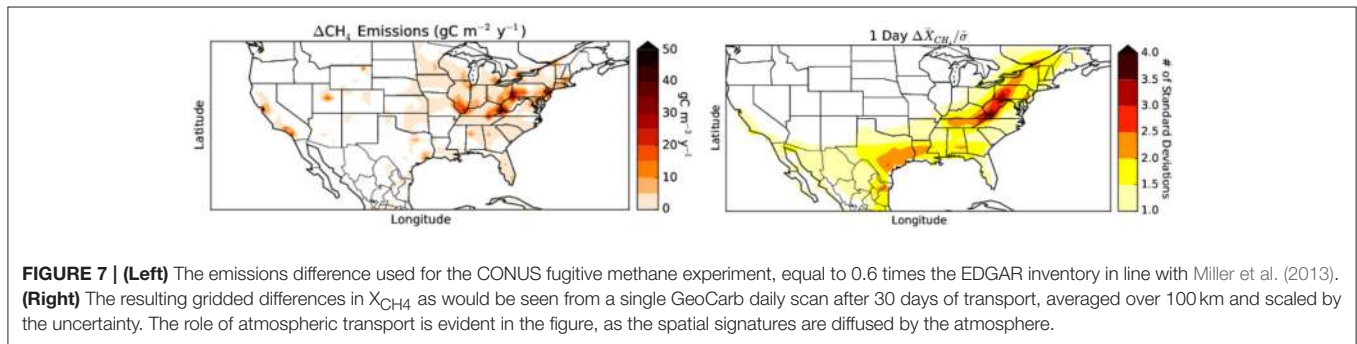 ΔCH₄ Emissions (gC m⁻² y⁻¹)
Latitude
Longitude
50
40
30
20
10
0
gC m⁻² y⁻¹
1 Day ΔX̄_CH₄/σ̄
Latitude
Longitude
4.0
3.5
3.0
2.5
2.0
1.5
1.0
# of Standard Deviations
FIGURE 7 | (Left) The emissions difference used for the CONUS fugitive methane experiment, equal to 0.6 times the EDGAR inventory in line with Miller et al. (2013).
(Right) The resulting gridded differences in X_CH4 as would be seen from a single GeoCarb daily scan after 30 days of transport, averaged over 100 km and scaled by
the uncertainty. The role of atmospheric transport is evident in the figure, as the spatial signatures are diffused by the atmosphere.